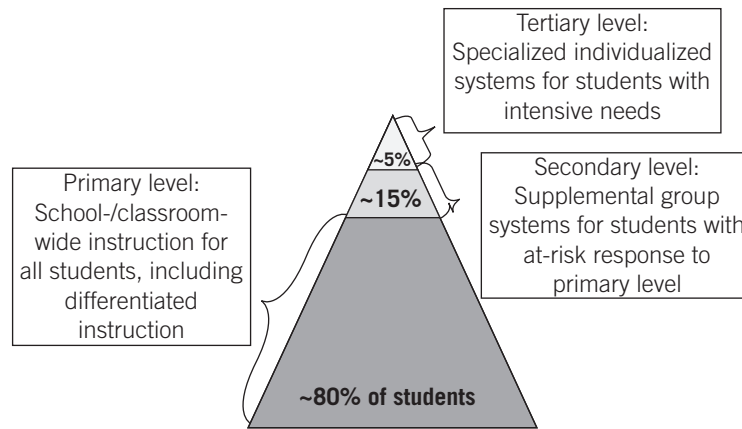 Tertiary level:
Specialized individualized
systems for students with
intensive needs
~5%
Secondary level:
Supplemental group
systems for students with
at-risk response to
primary level
~15%
Primary level:
School-/classroom-
wide instruction for
all students, including
differentiated
instruction
~80% of students